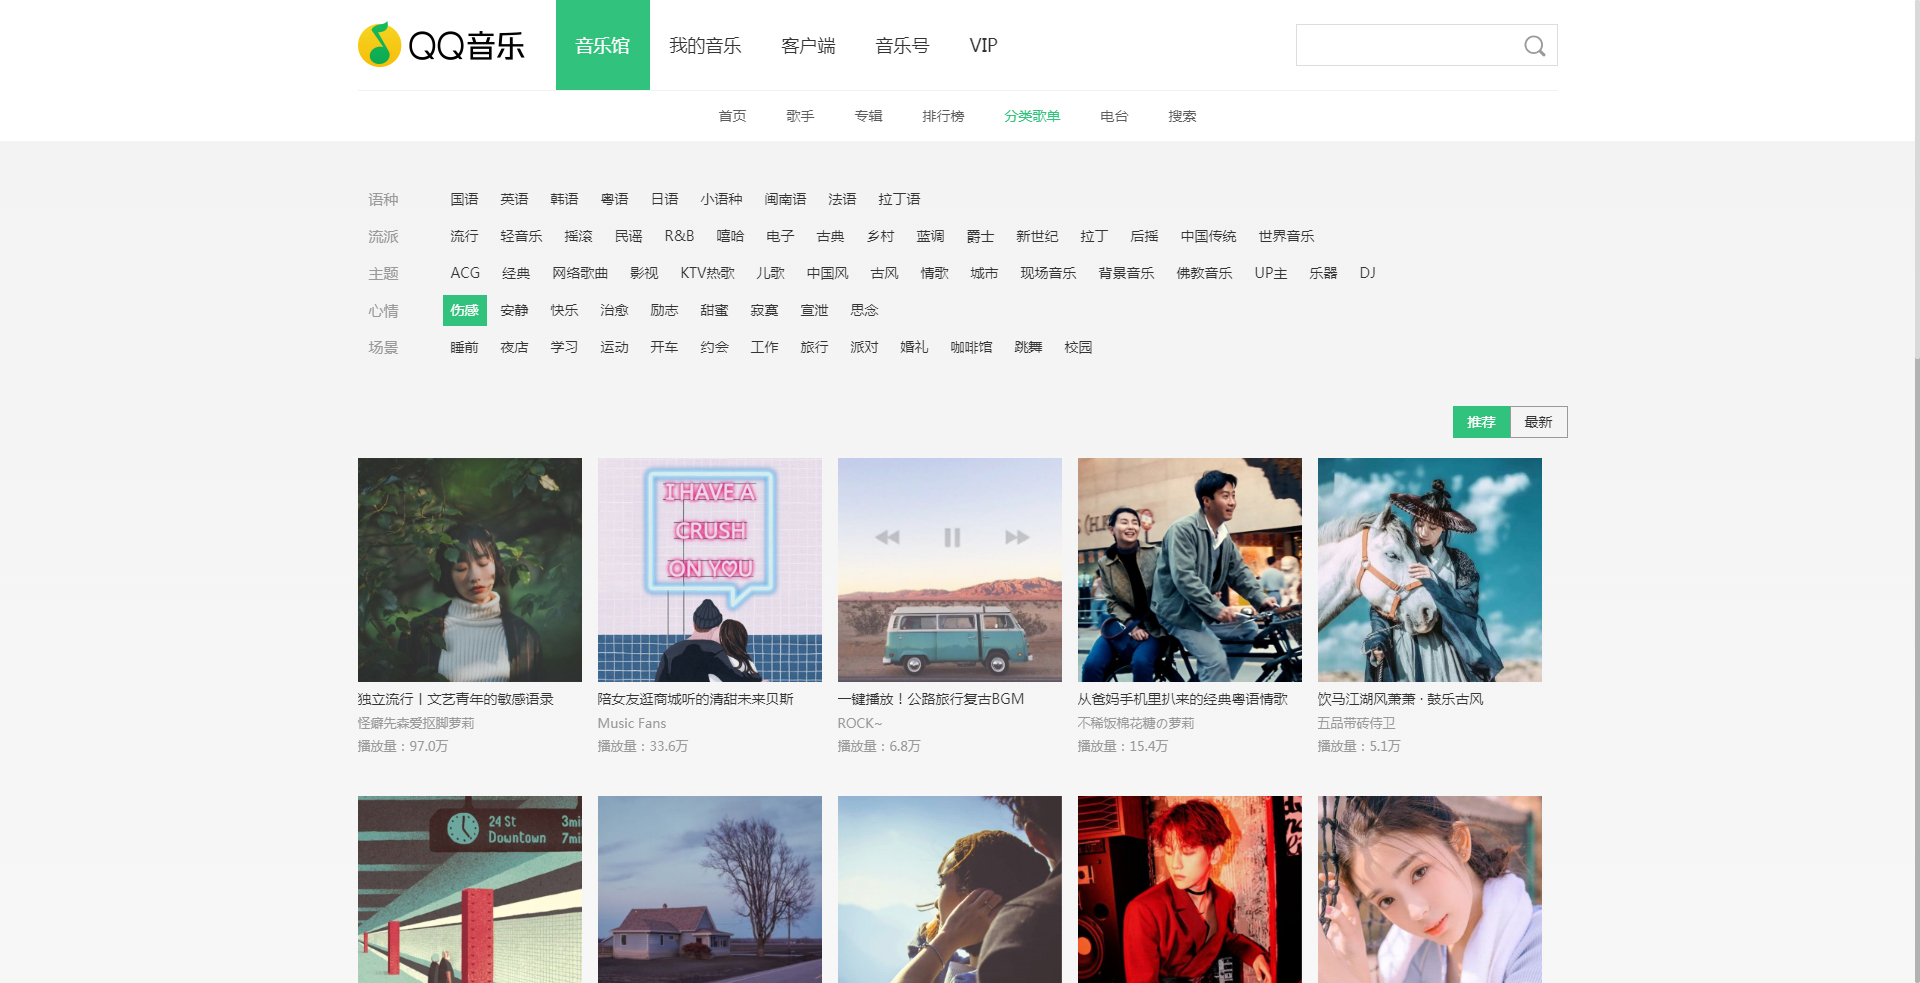 QQ音乐 音乐馆 我的音乐 客户端 音乐号 VIP
首页 歌手 专辑 排行榜 分类歌单 电台 搜索
语种 国语 英语 韩语 粤语 日语 小语种 闽南语 法语 拉丁语
流派 流行 轻音乐 摇滚 民谣 R&B 嘻哈 电子 古典 乡村 蓝调 爵士 新世纪 拉丁 后摇 中国传统 世界音乐
主题 ACG 经典 网络歌曲 影视 KTV热歌 儿歌 中国风 古风 情歌 城市 现场音乐 背景音乐 佛教音乐 UP主 乐器 DJ
心情 伤感 安静 快乐 治愈 励志 甜蜜 寂寞 宣泄 思念
场景 睡前 夜店 学习 运动 开车 约会 工作 旅行 派对 婚礼 咖啡馆 跳舞 校园
推荐 最新
I HAVE A
CRUSH
ON YOU
独立流行丨文艺青年的敏感语录 陪女友逛商城听的清甜未来贝斯 一键播放！公路旅行复古BGM 从爸妈手机里扒来的经典粤语情歌 饮马江湖风萧萧 · 鼓乐古风
怪癖先森爱抠脚萝莉 Music Fans ROCK~ 不稀饭棉花糖の萝莉 五品带砖侍卫
播放量：97.0万 播放量：33.6万 播放量：6.8万 播放量：15.4万 播放量：5.1万
24 St 3mi
Downtown 7mi